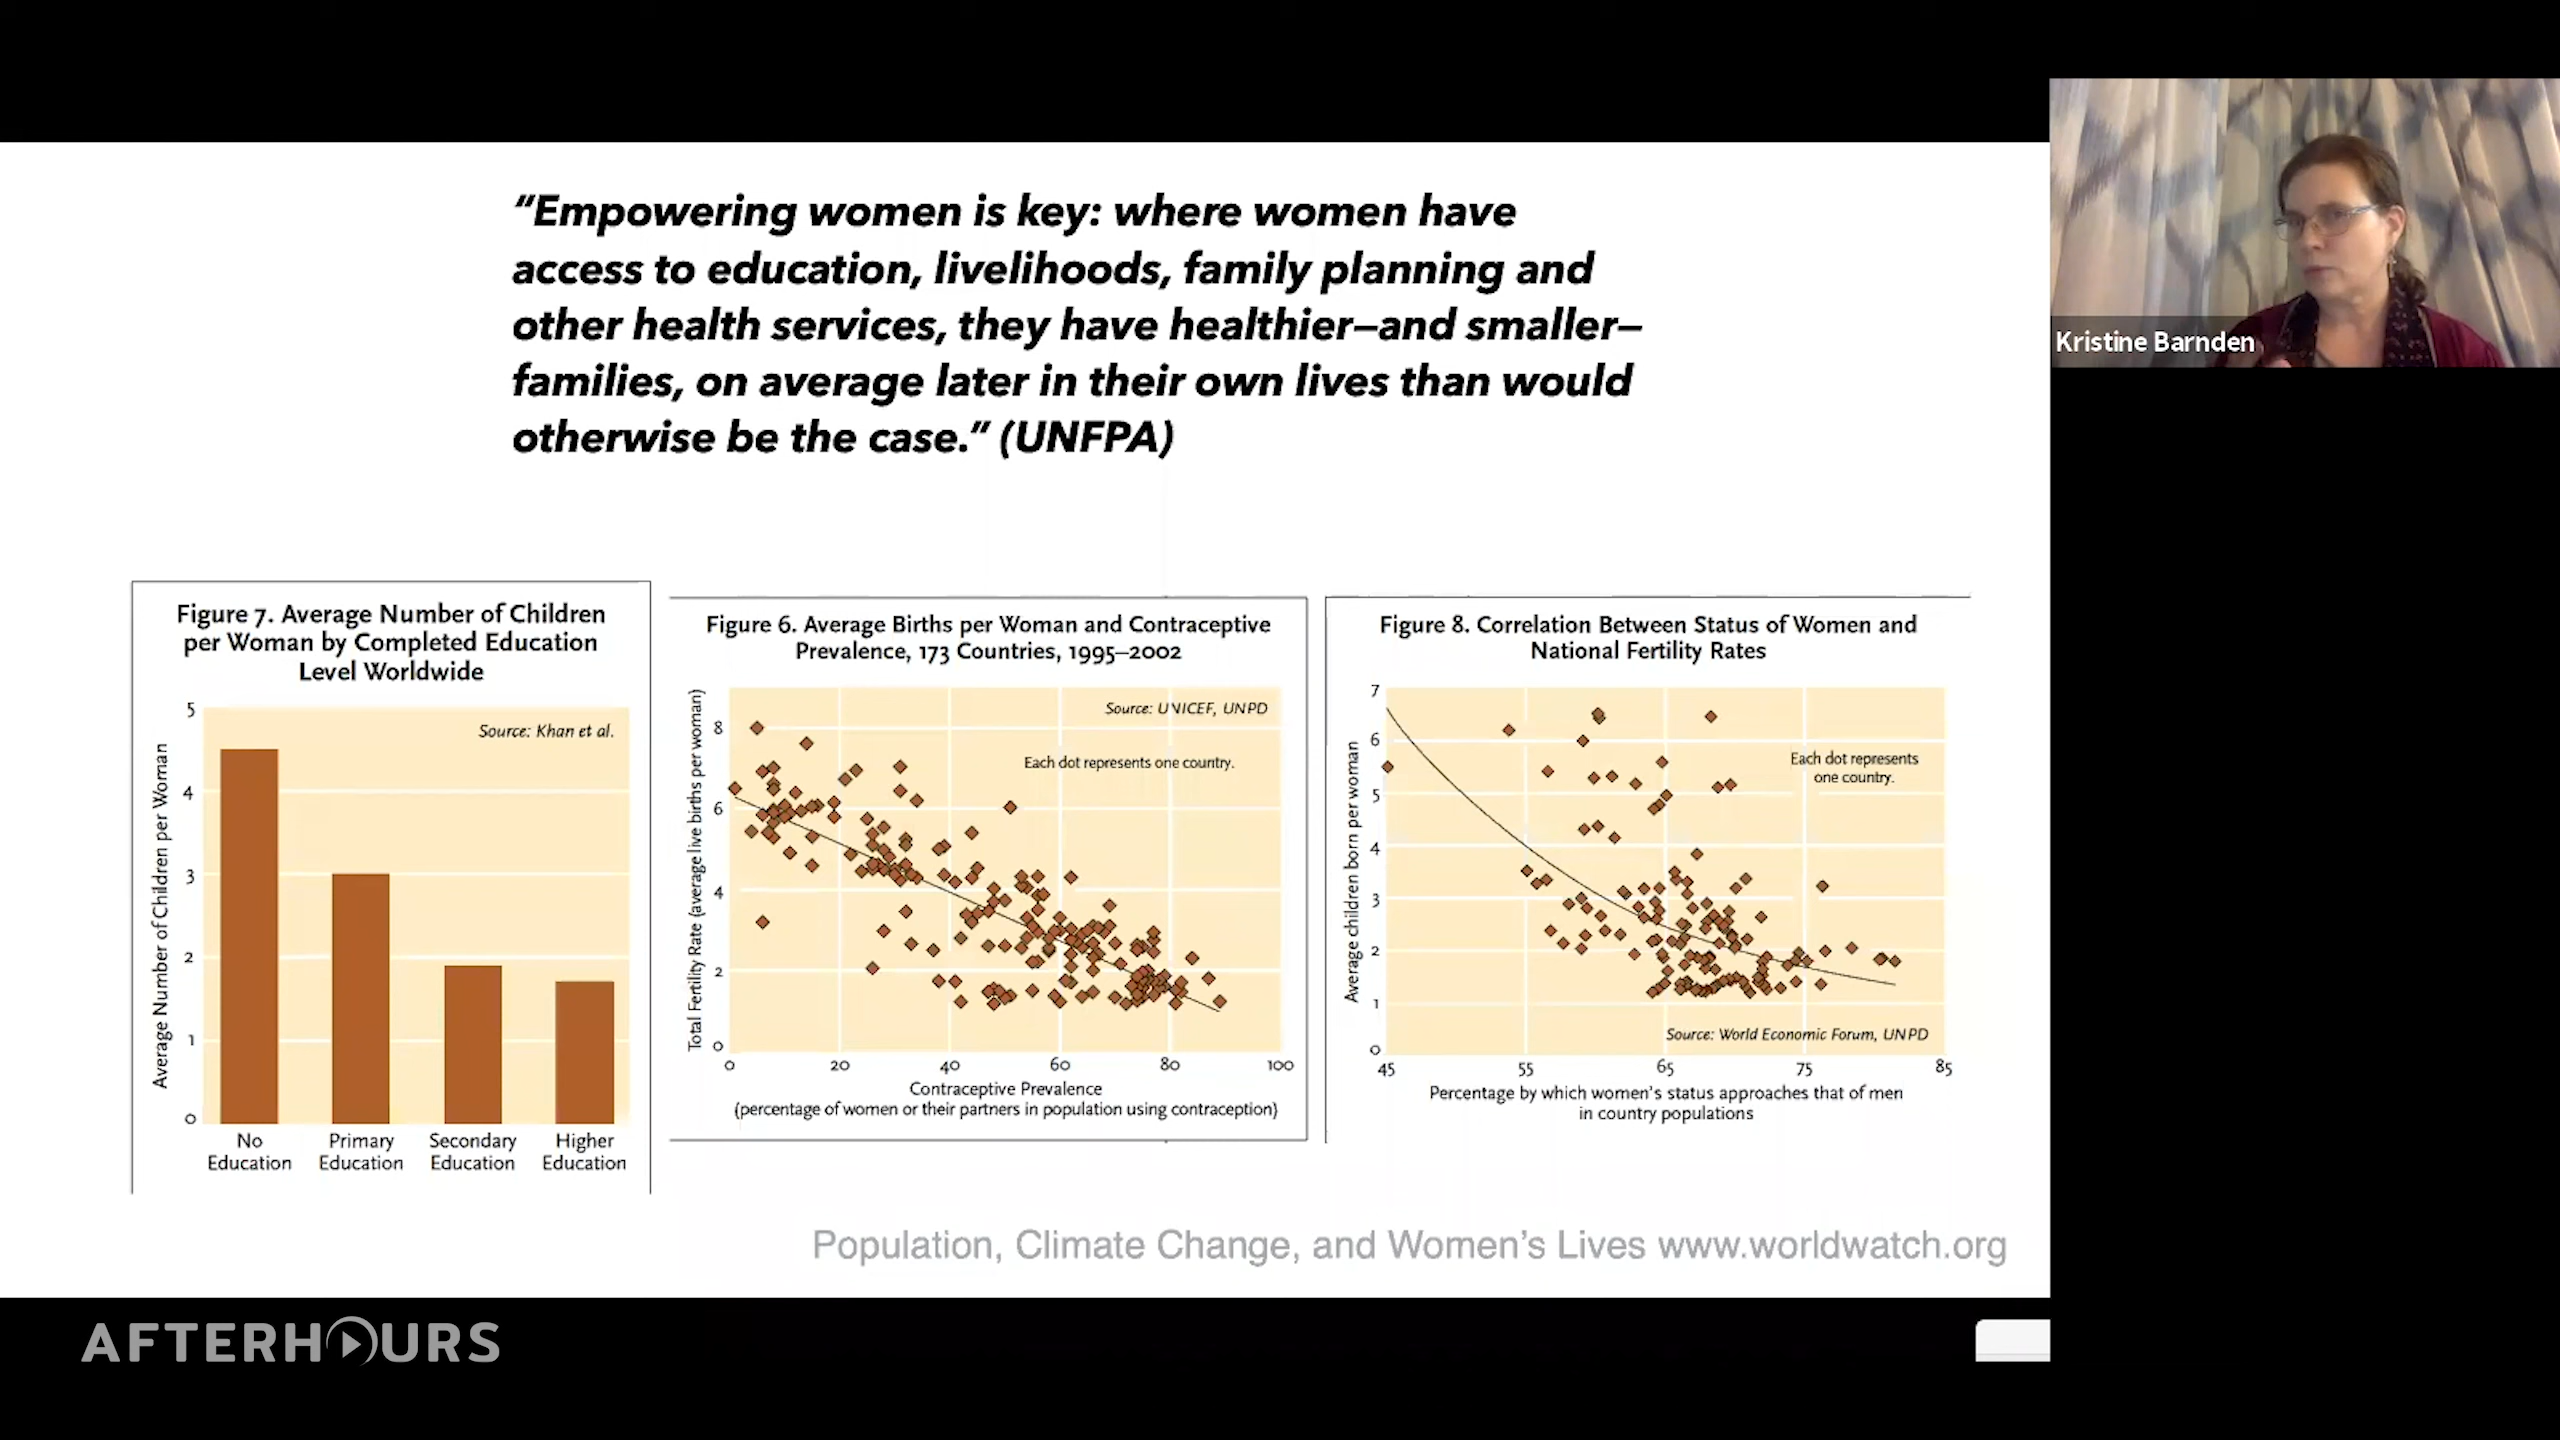 “Empowering women is key: where women have
access to education, livelihoods, family planning and
other health services, they have healthier—and smaller—
families, on average later in their own lives than would
otherwise be the case.” (UNFPA)
Kristine Barnden
Figure 7. Average Number of Children
per Woman by Completed Education
Level Worldwide
Source: Khan et al.
Average Number of Children per Woman
5
4
3
2
1
0
No
Education
Primary
Education
Secondary
Education
Higher
Education
Figure 6. Average Births per Woman and Contraceptive
Prevalence, 173 Countries, 1995–2002
Source: UNICEF, UNPD
Each dot represents one country.
Total Fertility Rate (average live births per woman)
8
6
4
2
0
0 20 40 60 80 100
Contraceptive Prevalence
(percentage of women or their partners in population using contraception)
Figure 8. Correlation Between Status of Women and
National Fertility Rates
Each dot represents
one country.
Average children born per woman
7
6
5
4
3
2
1
0
Source: World Economic Forum, UNPD
45 55 65 75 85
Percentage by which women’s status approaches that of men
in country populations
Population, Climate Change, and Women’s Lives www.worldwatch.org
AFTERHOURS